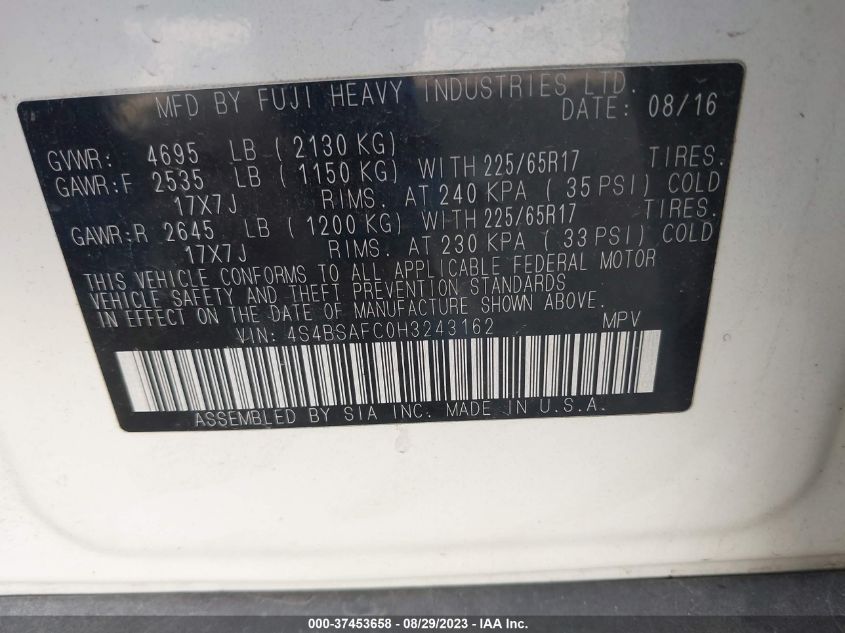 MFD BY FUJI HEAVY INDUSTRIES LTD.
DATE: 08/16
GVWR: 4695 LB ( 2130 KG)
GAWR:F 2535 LB ( 1150 KG) WITH 225/65R17 TIRES.
17X7J RIMS. AT 240 KPA ( 35 PSI) COLD
GAWR:R 2645 LB ( 1200 KG) WITH 225/65R17 TIRES.
17X7J RIMS. AT 230 KPA ( 33 PSI) COLD
THIS VEHICLE CONFORMS TO ALL APPLICABLE FEDERAL MOTOR
VEHICLE SAFETY AND THEFT PREVENTION STANDARDS
IN EFFECT ON THE DATE OF MANUFACTURE SHOWN ABOVE.
VIN: 4S4BSAFC0H3243162 MPV
ASSEMBLED BY SIA INC. MADE IN U.S.A.
000-37453658 - 08/29/2023 - IAA Inc.